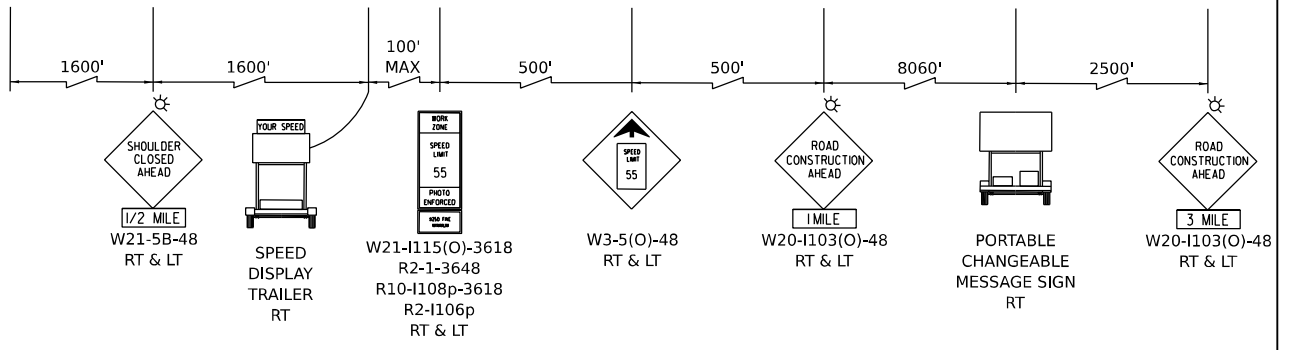 1600'
1600'
100'
MAX
500'
500'
8060'
2500'
SHOULDER
CLOSED
AHEAD
1/2 MILE
W21-5B-48
RT & LT
YOUR SPEED
SPEED
DISPLAY
TRAILER
RT
WORK
ZONE
SPEED
LIMIT
55
PHOTO
ENFORCED
$250 FINE
MINIMUM
W21-I115(O)-3618
R2-1-3648
R10-I108p-3618
R2-I106p
RT & LT
SPEED
LIMIT
55
W3-5(O)-48
RT & LT
ROAD
CONSTRUCTION
AHEAD
1 MILE
W20-I103(O)-48
RT & LT
PORTABLE
CHANGEABLE
MESSAGE SIGN
RT
ROAD
CONSTRUCTION
AHEAD
3 MILE
W20-I103(O)-48
RT & LT